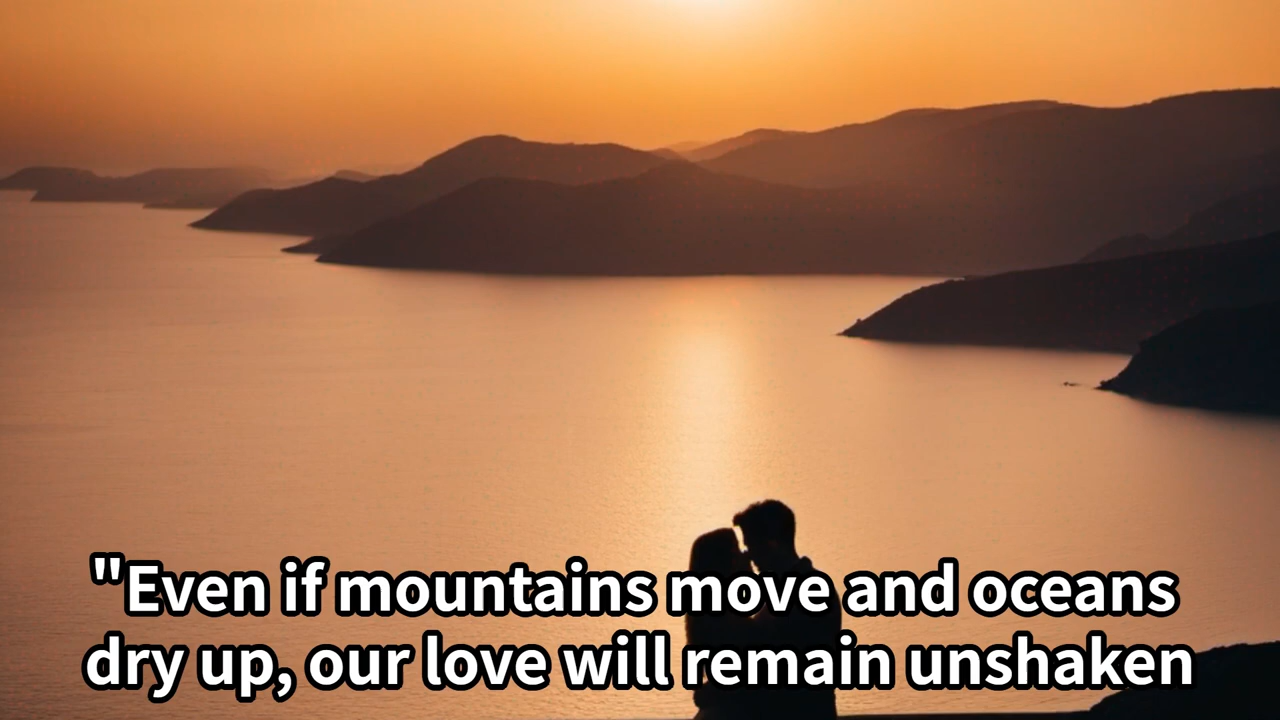 "Even if mountains move and oceans
dry up, our love will remain unshaken